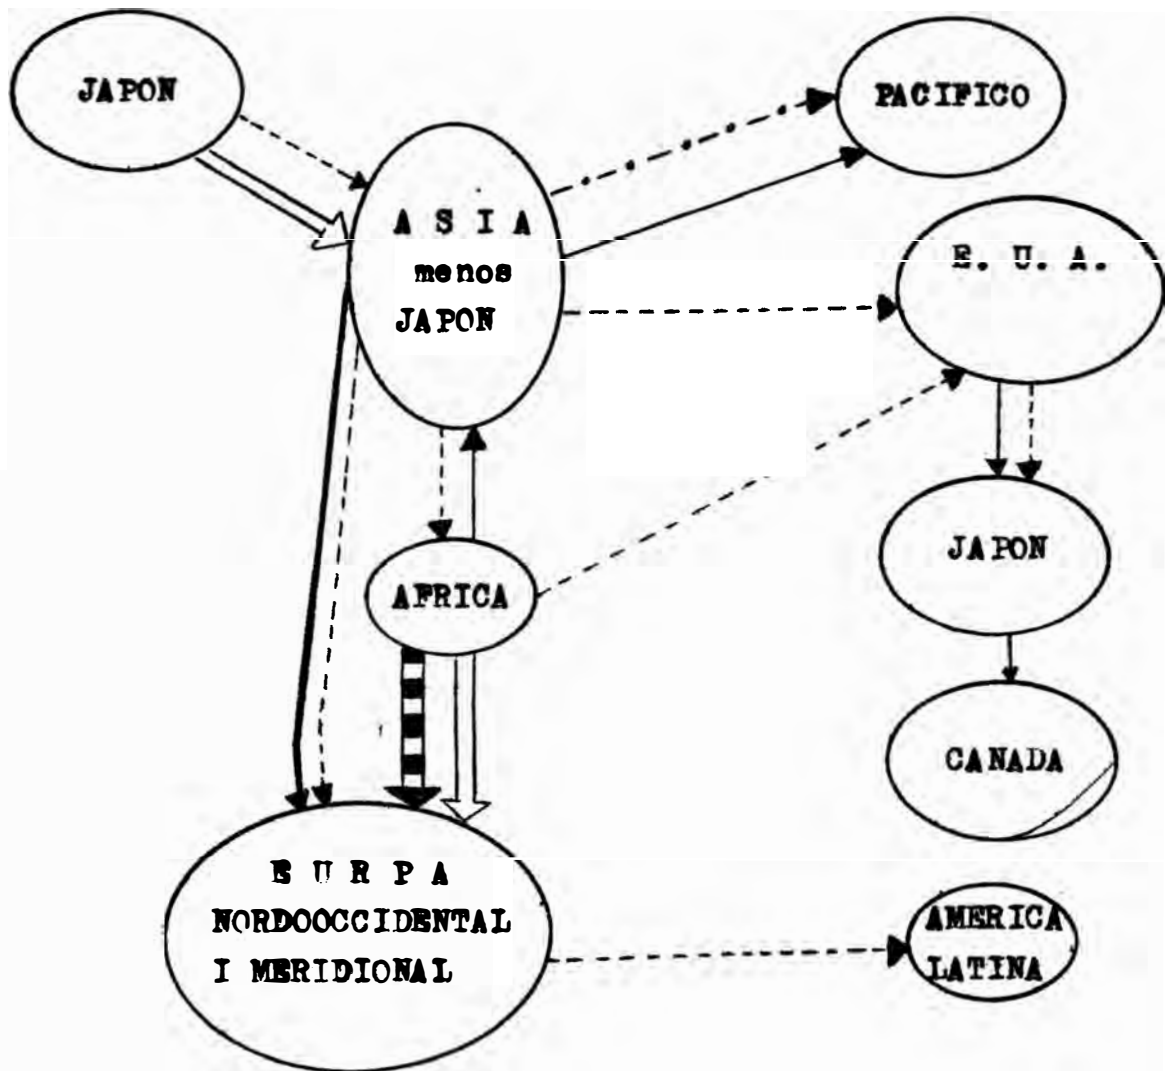 JAPON
PACIFICO
A S I A
menos
JAPON
E. U. A.
JAPON
AFRICA
CANADA
E U R P A
NORDOOCCIDENTAL
I MERIDIONAL
AMERICA
LATINA